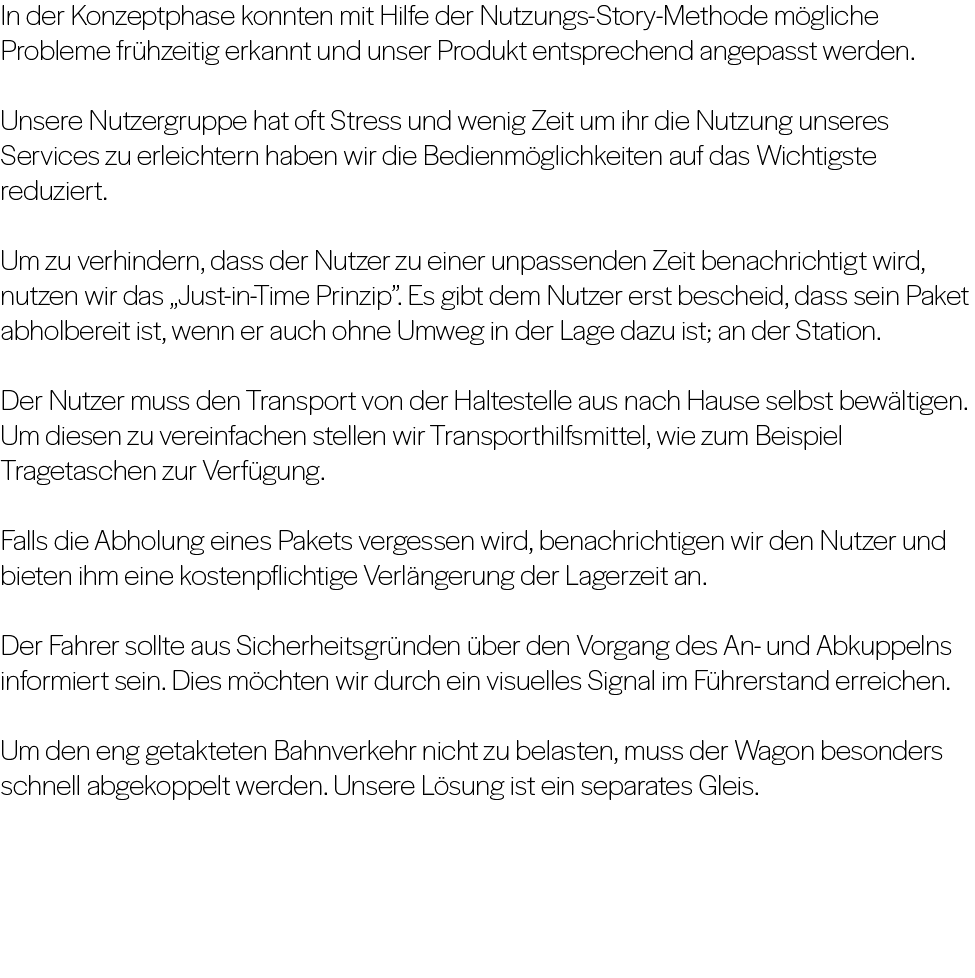 In der Konzeptphase konnten mit Hilfe der Nutzungs-Story-Methode mögliche
Probleme frühzeitig erkannt und unser Produkt entsprechend angepasst werden.
Unsere Nutzergruppe hat oft Stress und wenig Zeit um ihr die Nutzung unseres
Services zu erleichtern haben wir die Bedienmöglichkeiten auf das Wichtigste
reduziert.
Um zu verhindern, dass der Nutzer zu einer unpassenden Zeit benachrichtigt wird,
nutzen wir das „Just-in-Time Prinzip”. Es gibt dem Nutzer erst bescheid, dass sein Paket
abholbereit ist, wenn er auch ohne Umweg in der Lage dazu ist; an der Station.
Der Nutzer muss den Transport von der Haltestelle aus nach Hause selbst bewältigen.
Um diesen zu vereinfachen stellen wir Transporthilfsmittel, wie zum Beispiel
Tragetaschen zur Verfügung.
Falls die Abholung eines Pakets vergessen wird, benachrichtigen wir den Nutzer und
bieten ihm eine kostenpflichtige Verlängerung der Lagerzeit an.
Der Fahrer sollte aus Sicherheitsgründen über den Vorgang des An- und Abkuppelns
informiert sein. Dies möchten wir durch ein visuelles Signal im Führerstand erreichen.
Um den eng getakteten Bahnverkehr nicht zu belasten, muss der Wagon besonders
schnell abgekoppelt werden. Unsere Lösung ist ein separates Gleis.